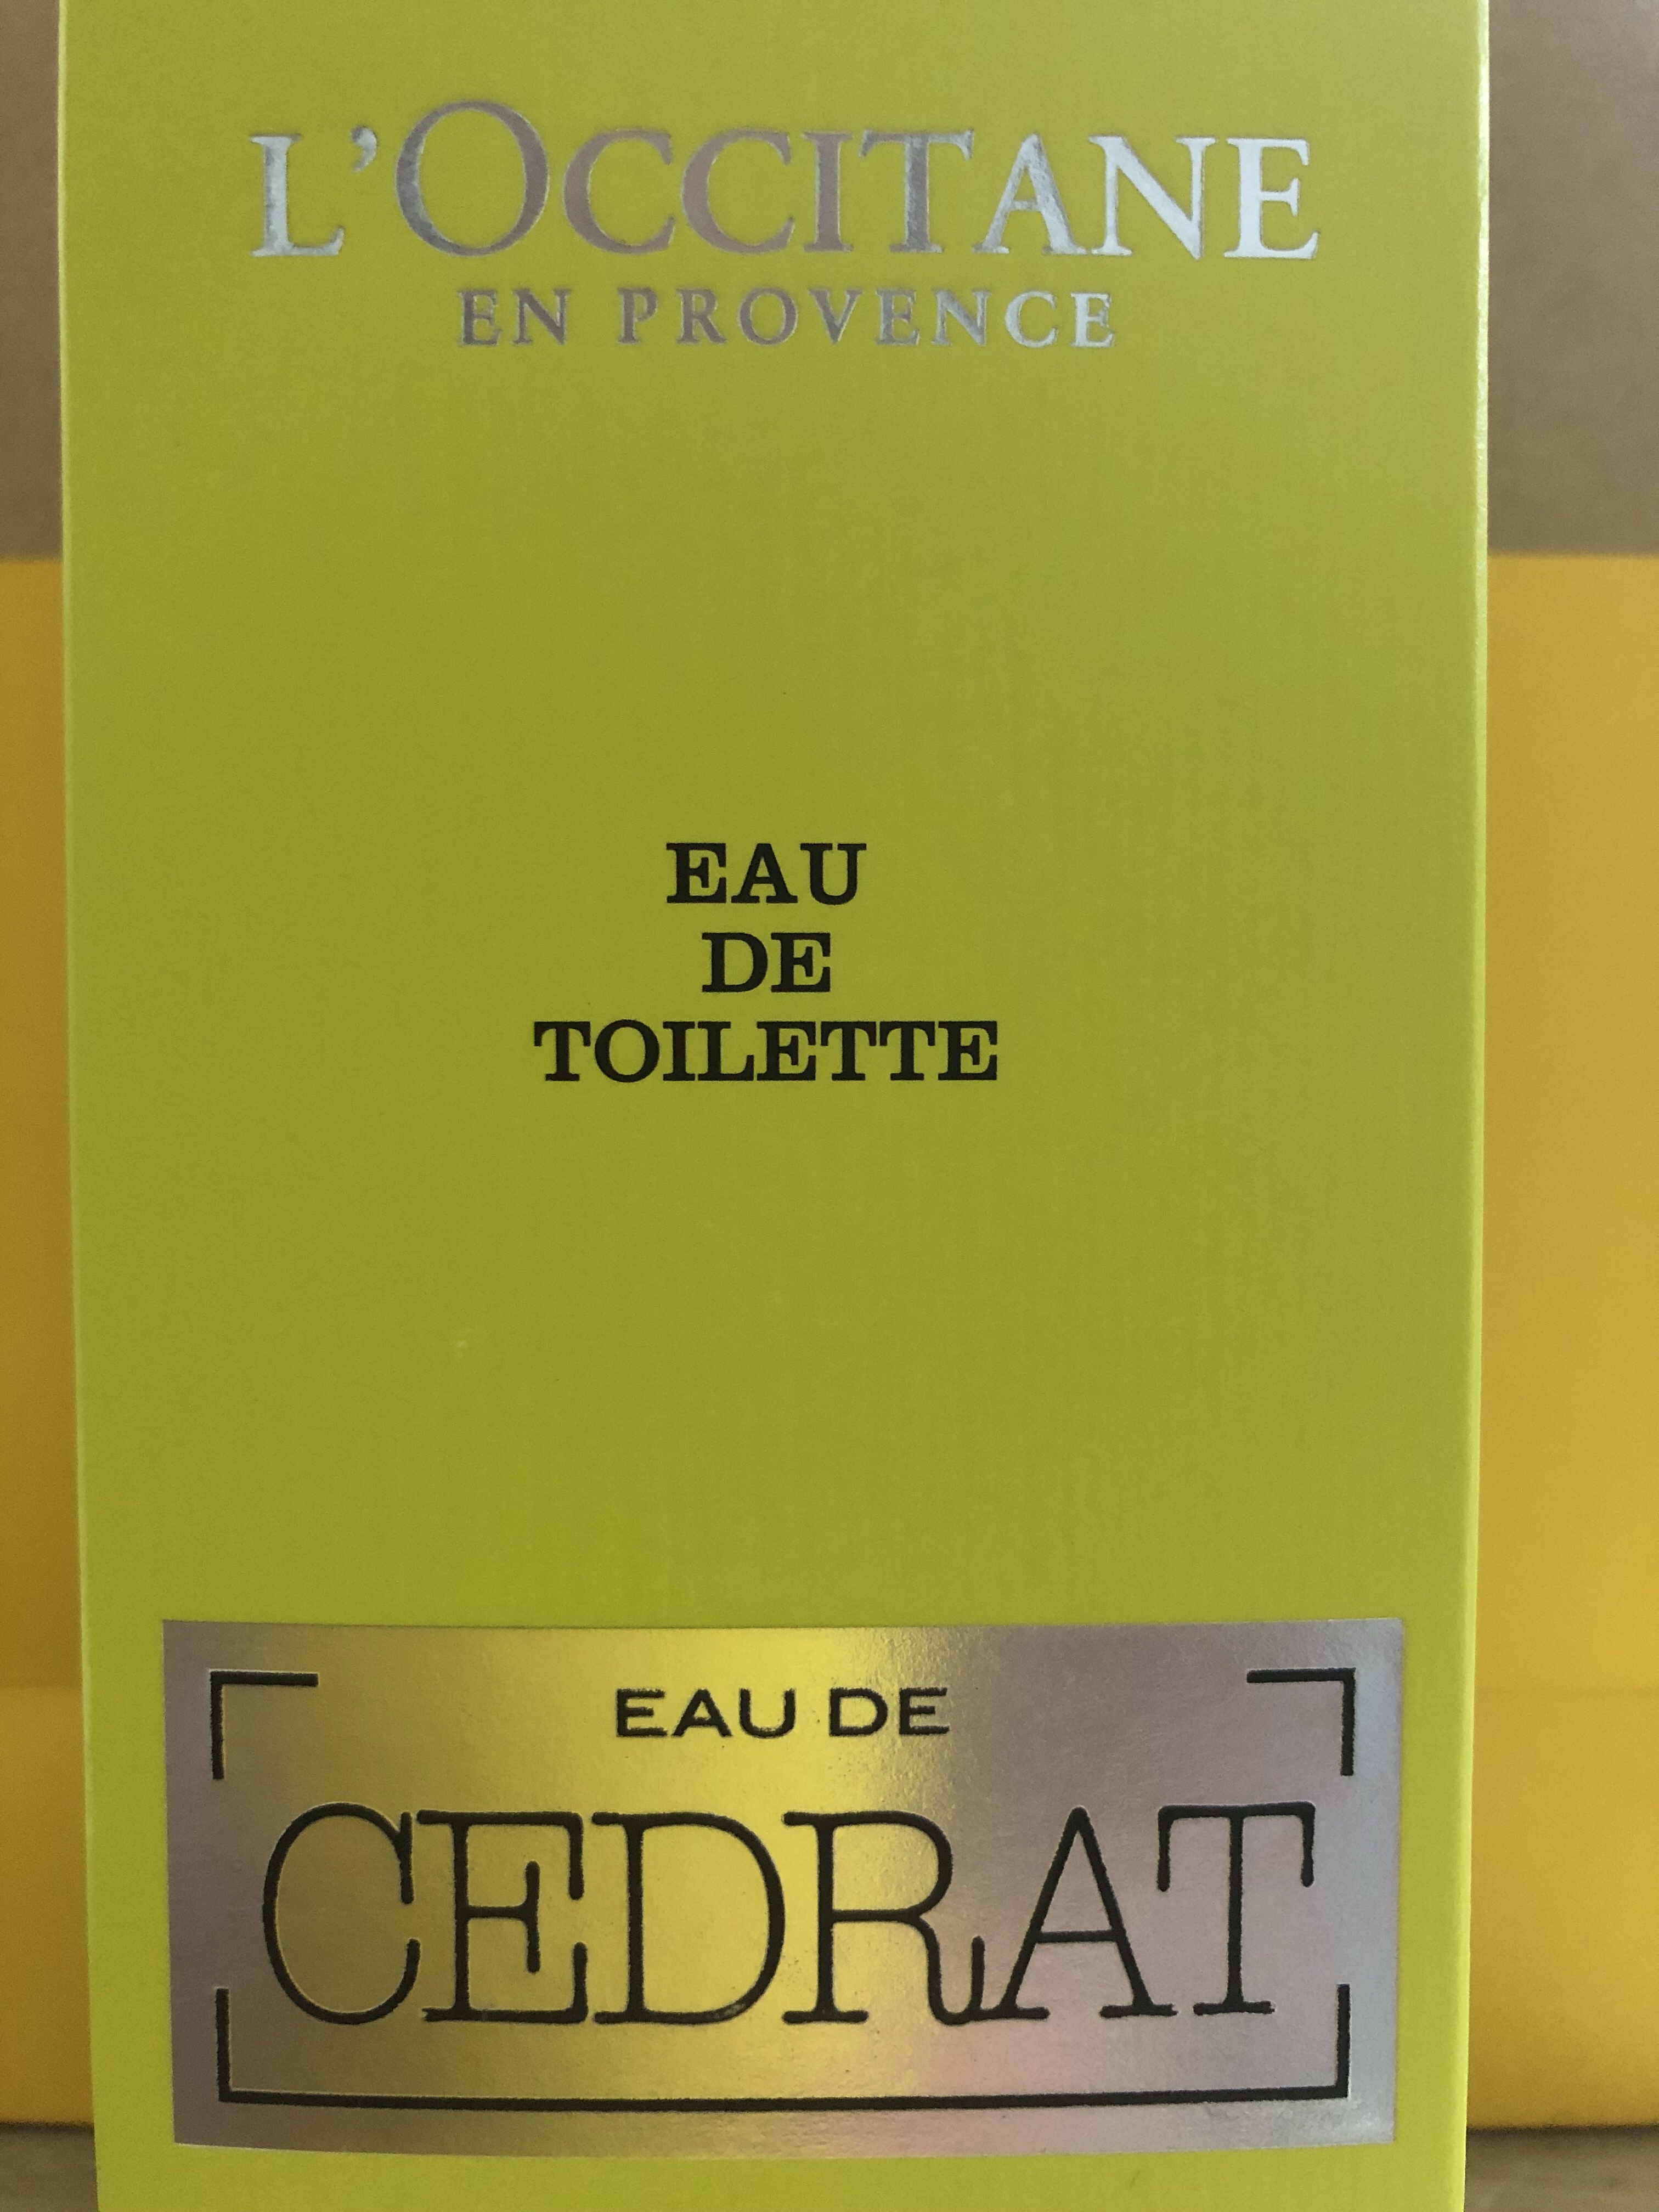 L'OCCITANE
EN PROVENCE
EAU
DE
TOILETTE
EAU DE
CEDRAT